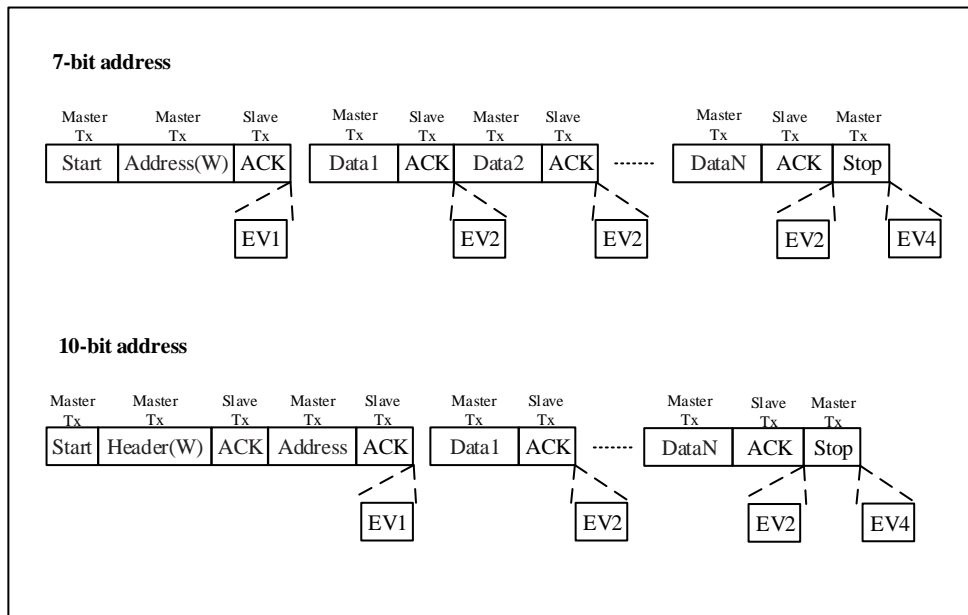 7-bit address
Master Master Slave Master Slave Master Slave Master Slave Master
Tx Tx Tx Tx Tx Tx Tx Tx Tx Tx
Start Address(W) ACK Data1 ACK Data2 ACK DataN ACK Stop
EV1 EV2 EV2 EV2 EV4
10-bit address
Master Master Slave Master Slave Master Slave Master Slave Master
Tx Tx Tx Tx Tx Tx Tx Tx Tx Tx
Start Header(W) ACK Address ACK Data1 ACK DataN ACK Stop
EV1 EV2 EV2 EV4